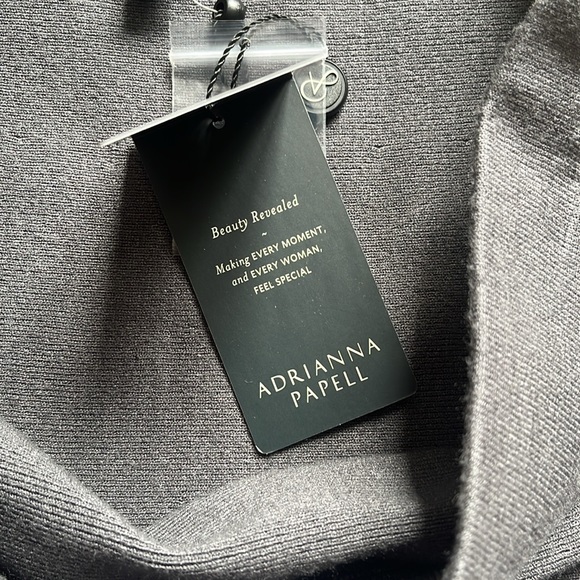 Beauty Revealed
~
Making EVERY MOMENT,
and EVERY WOMAN,
FEEL SPECIAL
ADRIANNA
PAPELL